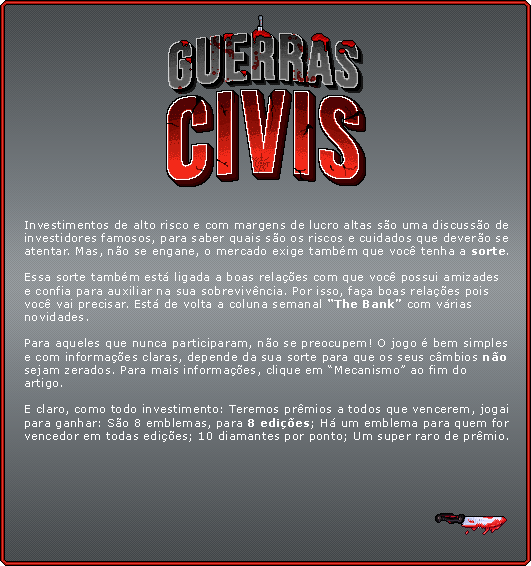 GUERRAS
CIVIS
Investimentos de alto risco e com margens de lucro altas são uma discussão de
investidores famosos, para saber quais são os riscos e cuidados que deverão se
atentar. Mas, não se engane, o mercado exige também que você tenha a sorte.
Essa sorte também está ligada a boas relações com que você possui amizades
e confia para auxiliar na sua sobrevivência. Por isso, faça boas relações pois
você vai precisar. Está de volta a coluna semanal "The Bank" com várias
novidades.
Para aqueles que nunca participaram, não se preocupem! O jogo é bem simples
e com informações claras, depende da sua sorte para que os seus câmbios não
sejam zerados. Para mais informações, clique em “Mecanismo” ao fim do
artigo.
E claro, como todo investimento: Teremos prêmios a todos que vencerem, jogai
para ganhar: São 8 emblemas, para 8 edições; Há um emblema para quem for
vencedor em todas edições; 10 diamantes por ponto; Um super raro de prêmio.